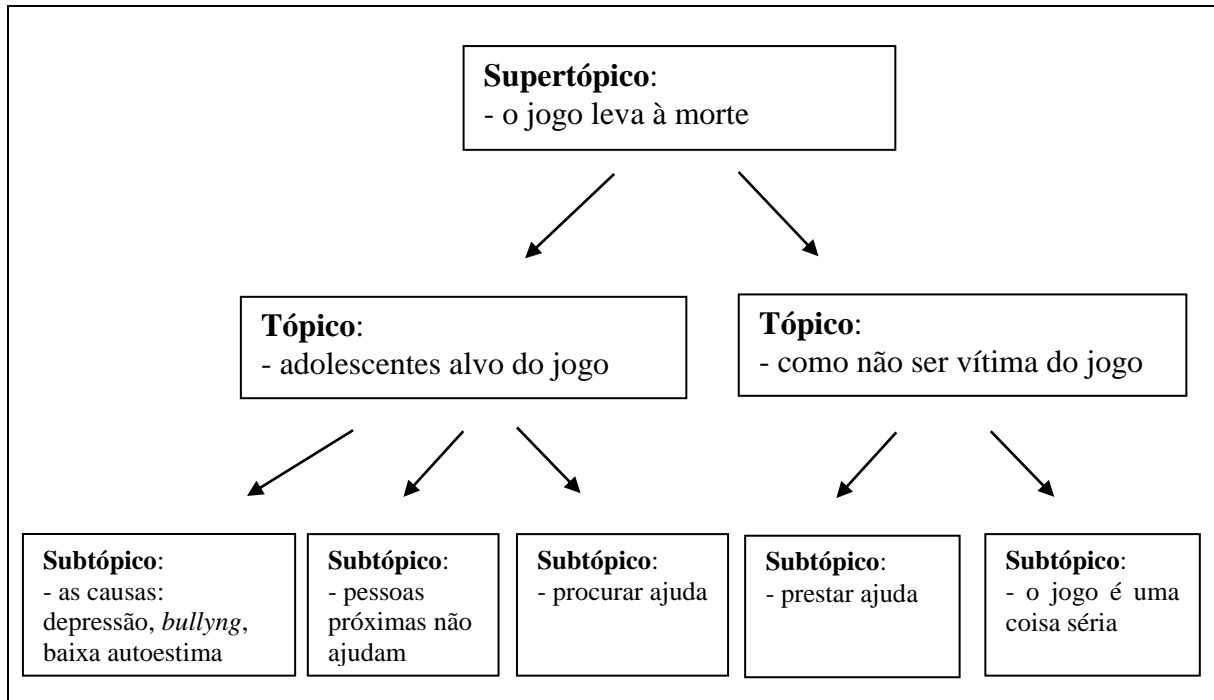 Supertópico:
- o jogo leva à morte
Tópico:
- adolescentes alvo do jogo
Tópico:
- como não ser vítima do jogo
Subtópico:
- as causas:
depressão, bullyng,
baixa autoestima
Subtópico:
- pessoas
próximas não
ajudam
Subtópico:
- procurar ajuda
Subtópico:
- prestar ajuda
Subtópico:
- o jogo é uma
coisa séria